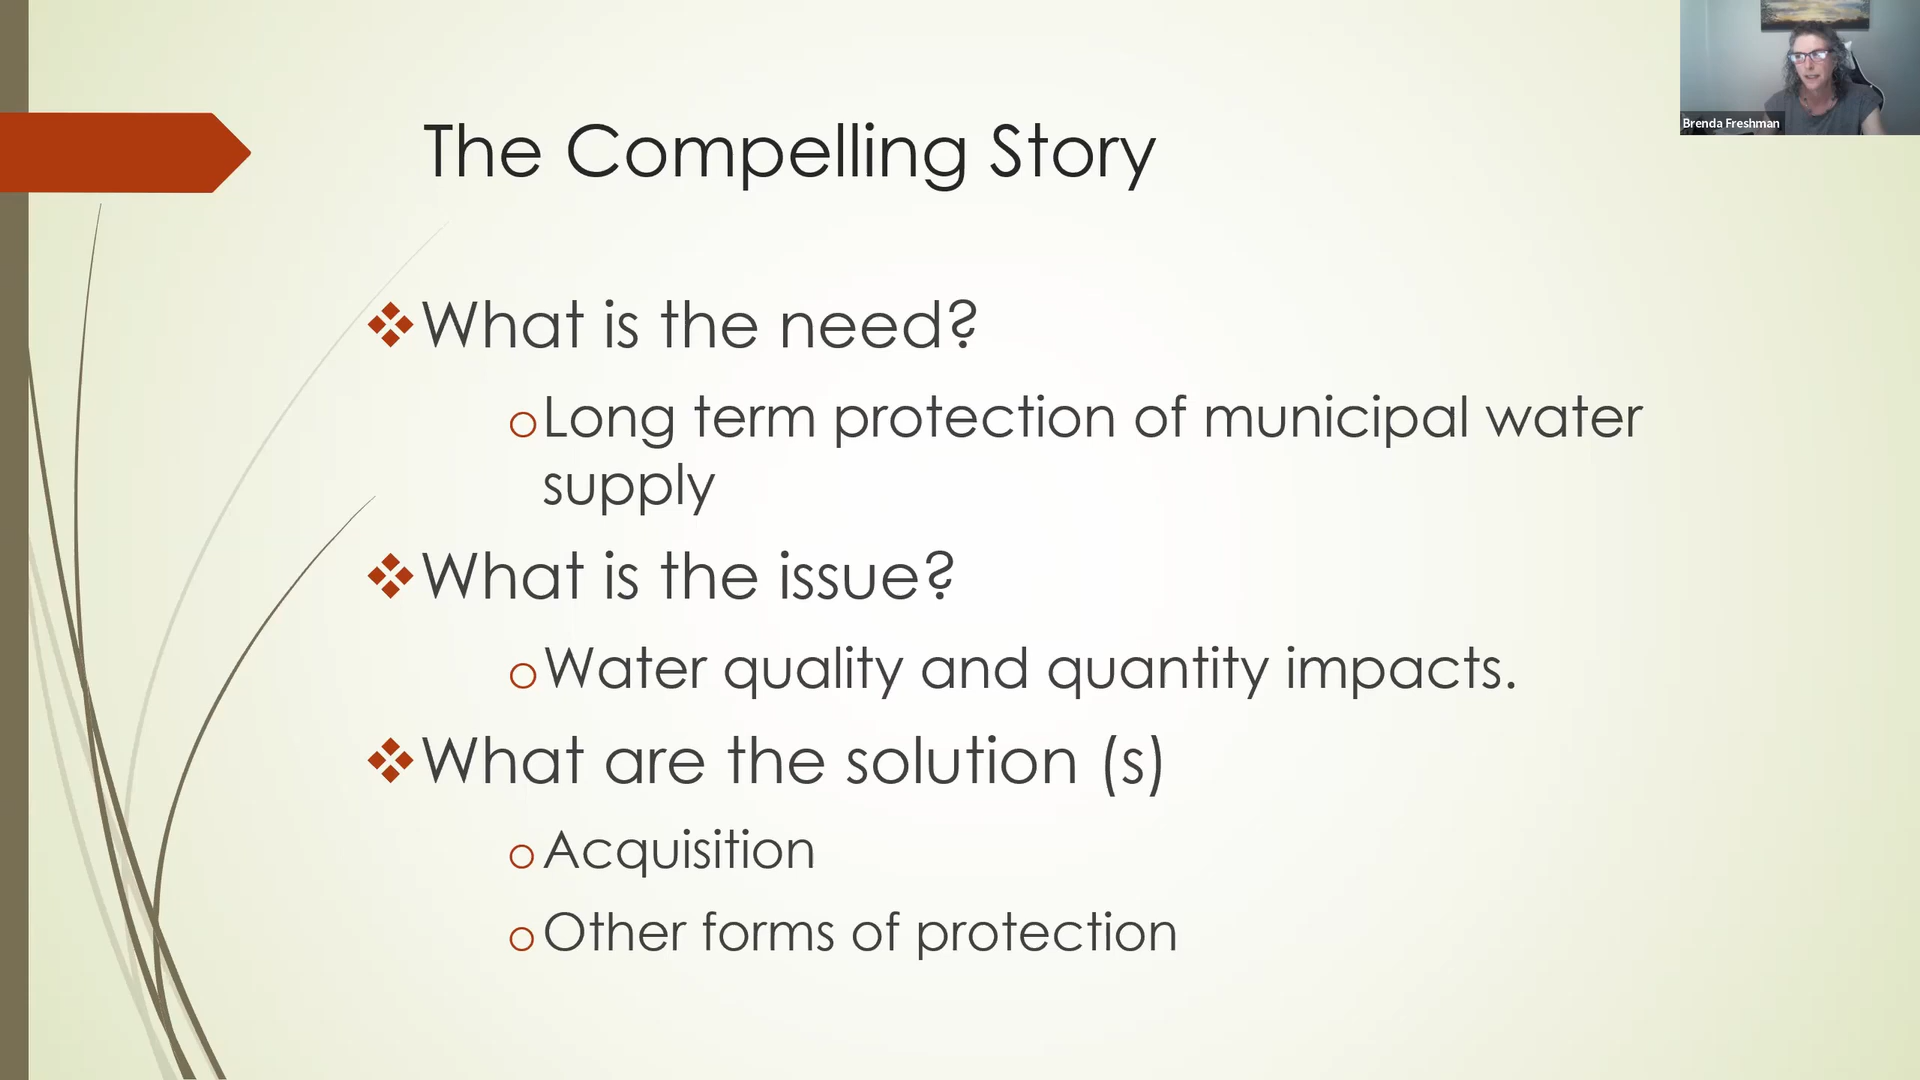 Brenda Freshman
The Compelling Story
What is the need?
Long term protection of municipal water
supply
What is the issue?
Water quality and quantity impacts.
What are the solution (s)
Acquisition
Other forms of protection